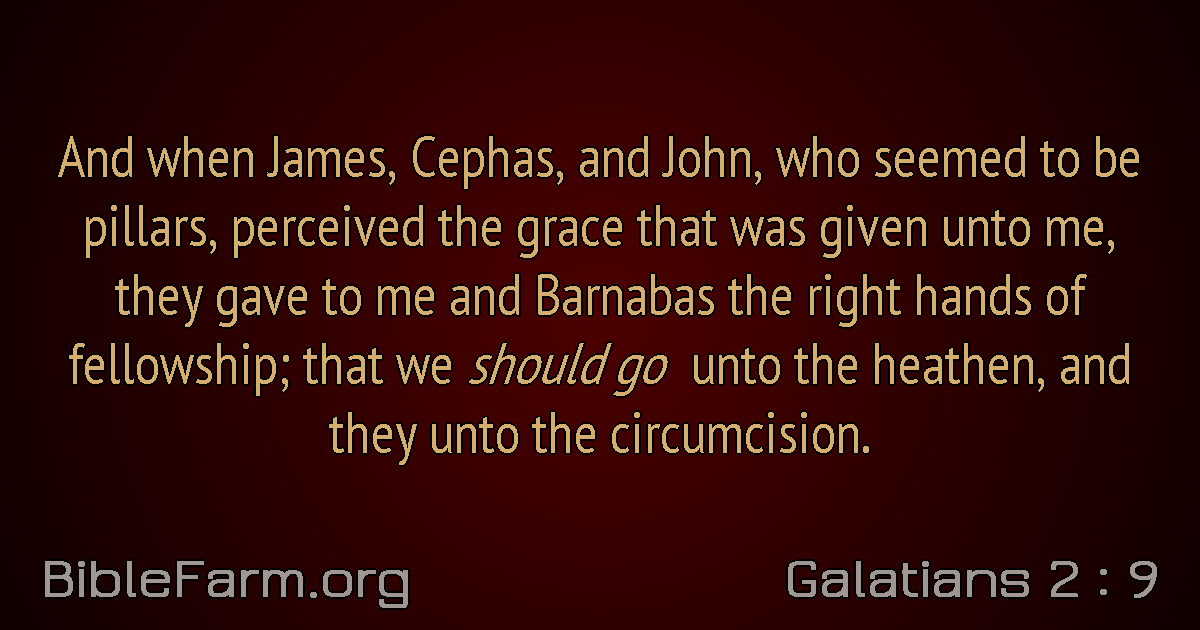 And when James, Cephas, and John, who seemed to be
pillars, perceived the grace that was given unto me,
they gave to me and Barnabas the right hands of
fellowship; that we should go unto the heathen, and
they unto the circumcision.
BibleFarm.org
Galatians 2 : 9